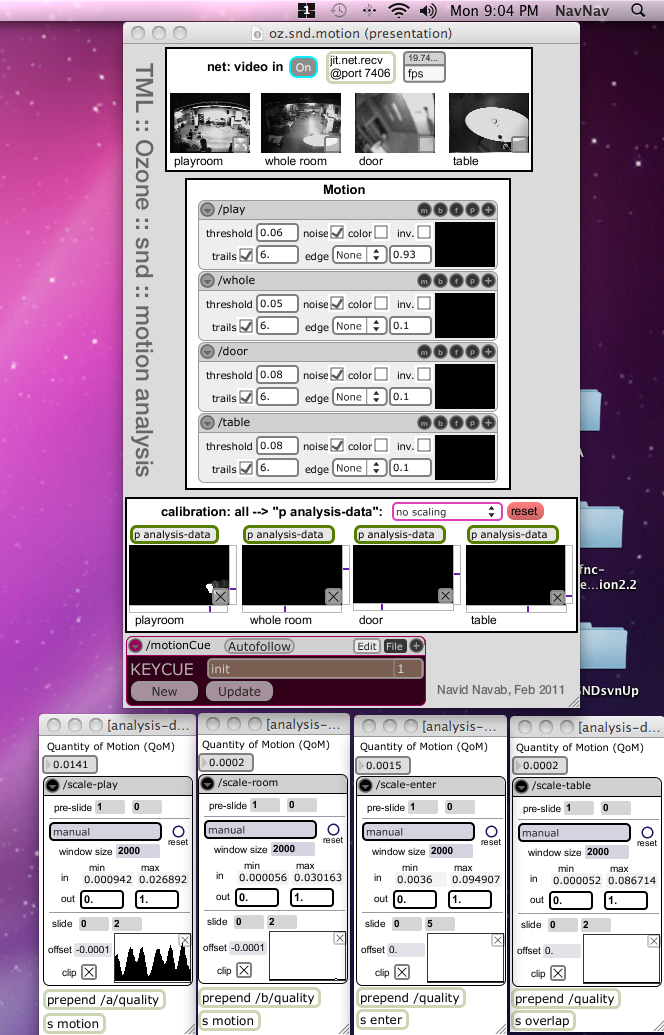 Mon 9:04 PM NavNav
oz.snd.motion (presentation)
TML :: Ozone :: snd :: motion analysis
net: video in On jit.net.recv @port 7406 19.74... fps
playroom whole room door table
Motion
/play m b f p +
threshold 0.06 noise color inv.
trails 6. edge None 0.93
/whole m b f p +
threshold 0.05 noise color inv.
trails 6. edge None 0.1
/door m b f p +
threshold 0.08 noise color inv.
trails 6. edge None 0.1
/table m b f p +
threshold 0.08 noise color inv.
trails 6. edge None 0.1
calibration: all --> "p analysis-data": no scaling reset
p analysis-data p analysis-data p analysis-data p analysis-data
playroom whole room door table
/motionCue Autofollow Edit File +
KEYCUE init 1
New Update
Navid Navab, Feb 2011
fnc-
e...ion2.2
SNDsvnUp
[analysis-d...
Quantity of Motion (QoM)
0.0141
/scale-play
pre-slide 1 0
manual reset
window size 2000
min max
in 0.000942 0.026892
out 0. 1.
slide 0 2
offset -0.0001
clip
prepend /a/quality
s motion
[analysis-...
Quantity of Motion (QoM)
0.0002
/scale-room
pre-slide 1 0
manual reset
window size 2000
min max
in 0.000056 0.030163
out 0. 1.
slide 0 2
offset -0.0001
clip
prepend /b/quality
s motion
[analysis-...
Quantity of Motion (QoM)
0.0015
/scale-enter
pre-slide 1 0
manual reset
window size 2000
min max
in 0.0036 0.094907
out 0. 1.
slide 0 5
offset 0.
clip
prepend /quality
s enter
[analysis-d...
Quantity of Motion (QoM)
0.0002
/scale-table
pre-slide 1 0
manual reset
window size 2000
min max
in 0.000052 0.086714
out 0. 1.
slide 0 2
offset 0.
clip
prepend /quality
s overlap